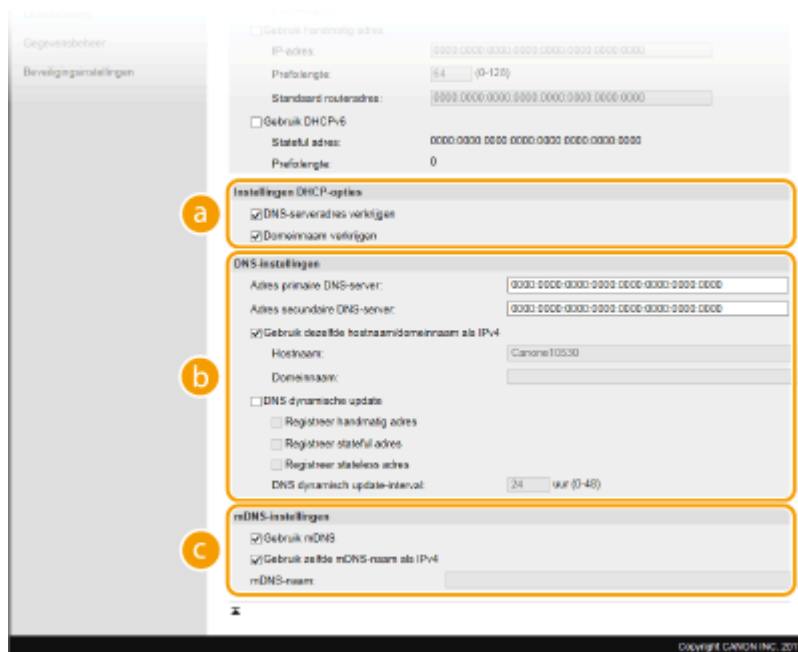 Gegevensbeheer
Beveiligingsinstellingen
Gebruik handmatig adres
IP-adres: 0000:0000:0000:0000:0000:0000:0000:0000
Prefixlengte: 64 (0-128)
Standaard routeradres: 0000:0000:0000:0000:0000:0000:0000:0000
Gebruik DHCPv6
Stateful adres: 0000:0000:0000:0000:0000:0000:0000:0000
Prefixlengte: 0
a
Instellingen DHCP-opties
DNS-serveradres verkrijgen
Domeinnaam verkrijgen
b
DNS-instellingen
Adres primaire DNS-server: 0000:0000:0000:0000:0000:0000:0000:0000
Adres secundaire DNS-server: 0000:0000:0000:0000:0000:0000:0000:0000
Gebruik dezelfde hostnaam/domeinnaam als IPv4
Hostnaam: Canone10530
Domeinnaam:
DNS dynamische update
Registreer handmatig adres
Registreer stateful adres
Registreer stateless adres
DNS dynamisch update-interval: 24 uur (0-48)
c
mDNS-instellingen
Gebruik mDNS
Gebruik zelfde mDNS-naam als IPv4
mDNS-naam:
Copyright CANON INC. 201